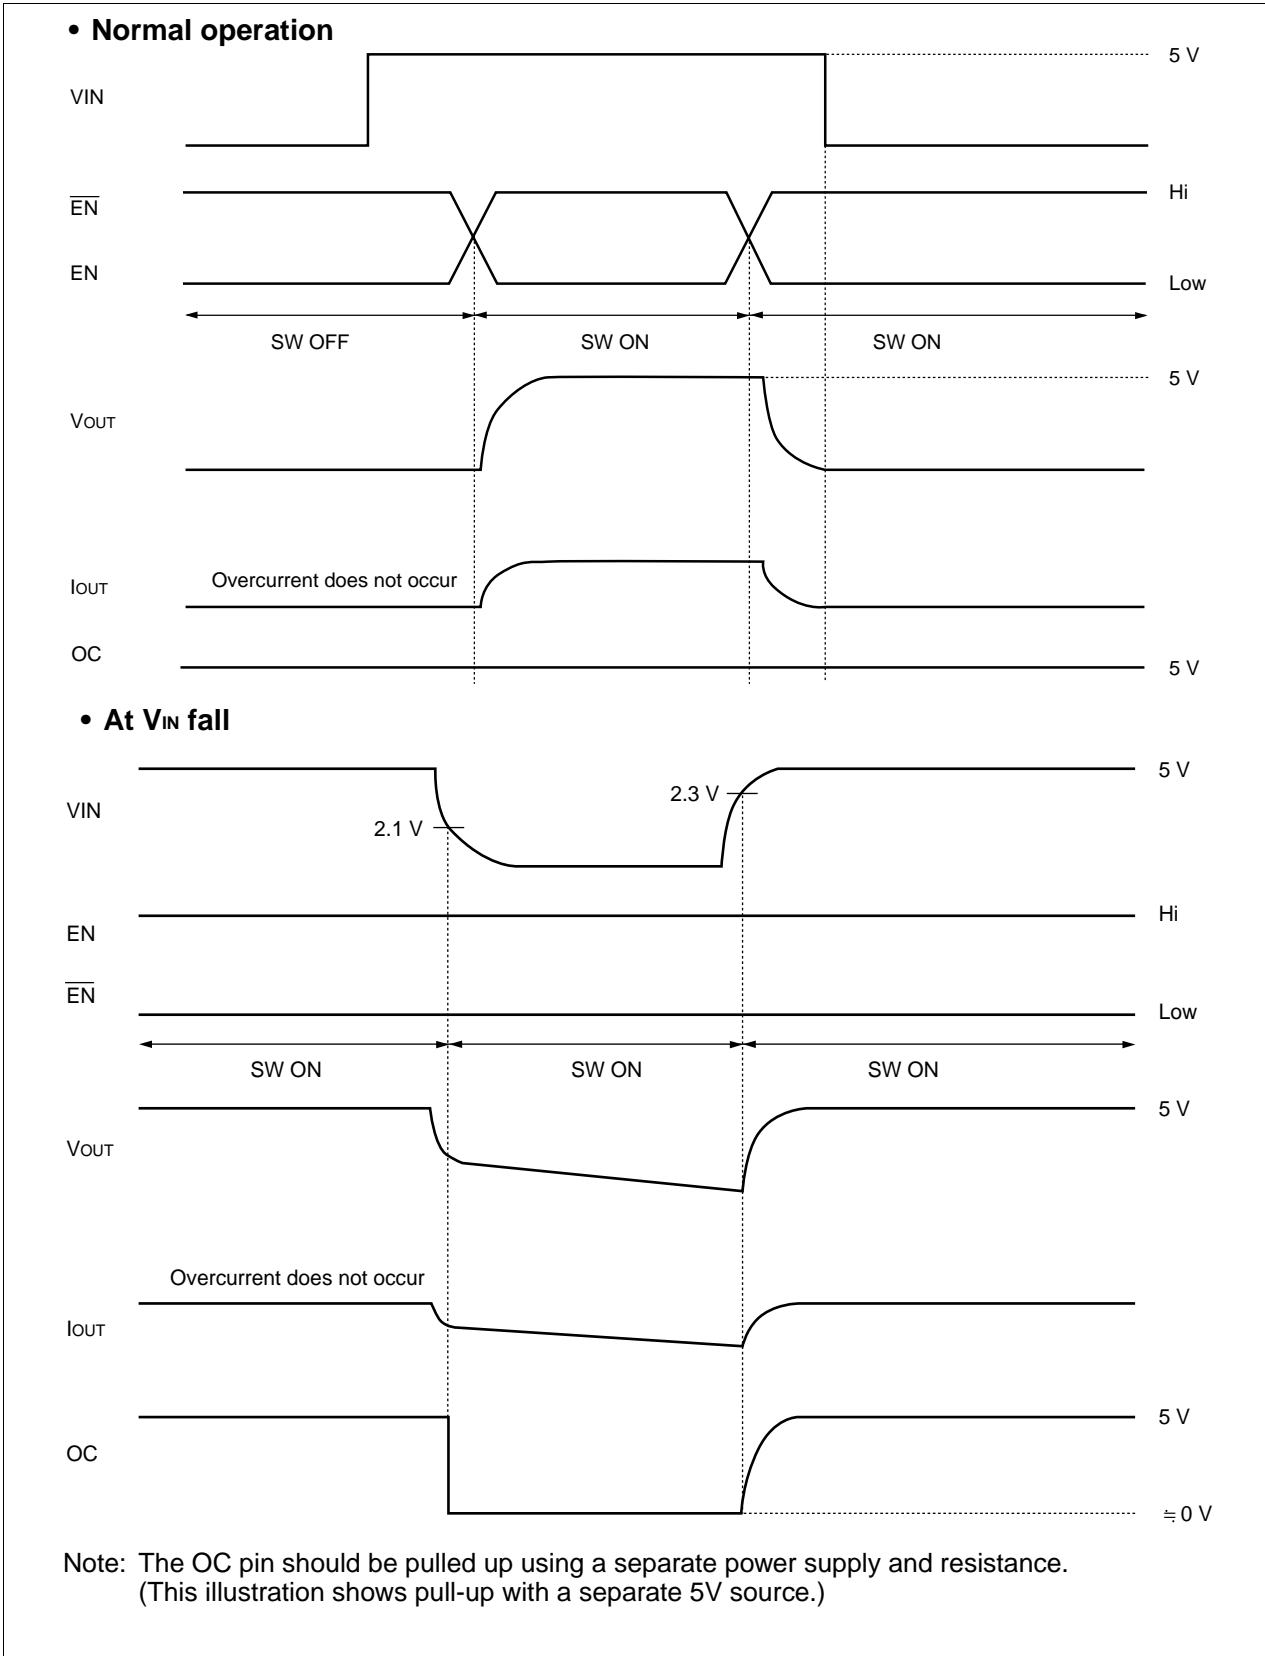 • Normal operation
5 V
VIN
Hi
EN
EN
Low
SW OFF
SW ON
SW ON
5 V
VOUT
Overcurrent does not occur
IOUT
OC
5 V
• At VIN fall
5 V
2.3 V
VIN
2.1 V
Hi
EN
EN
Low
SW ON
SW ON
SW ON
5 V
VOUT
Overcurrent does not occur
IOUT
5 V
OC
≒ 0 V
Note: The OC pin should be pulled up using a separate power supply and resistance.
(This illustration shows pull-up with a separate 5V source.)